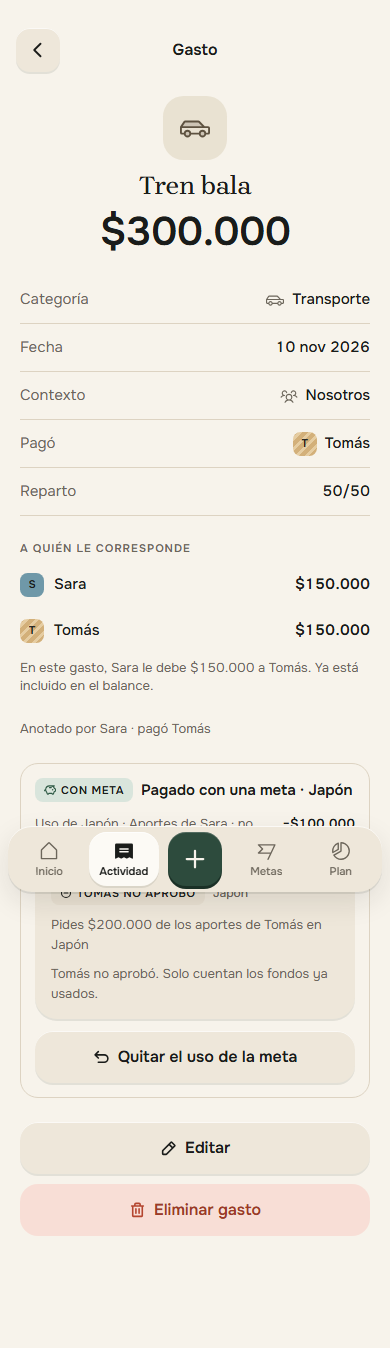 Gasto
Tren bala
$300.000
Categoría Transporte
Fecha 10 nov 2026
Contexto Nosotros
Pagó T Tomás
Reparto 50/50
A QUIÉN LE CORRESPONDE
S Sara $150.000
T Tomás $150.000
En este gasto, Sara le debe $150.000 a Tomás. Ya está
incluido en el balance.
Anotado por Sara · pagó Tomás
CON META Pagado con una meta · Japón
Uso de Japón · Aportes de Sara · no -$100.000
Inicio Actividad Metas Plan
TOMÁS NO APROBÓ Japón
Pides $200.000 de los aportes de Tomás en
Japón
Tomás no aprobó. Solo cuentan los fondos ya
usados.
Quitar el uso de la meta
Editar
Eliminar gasto